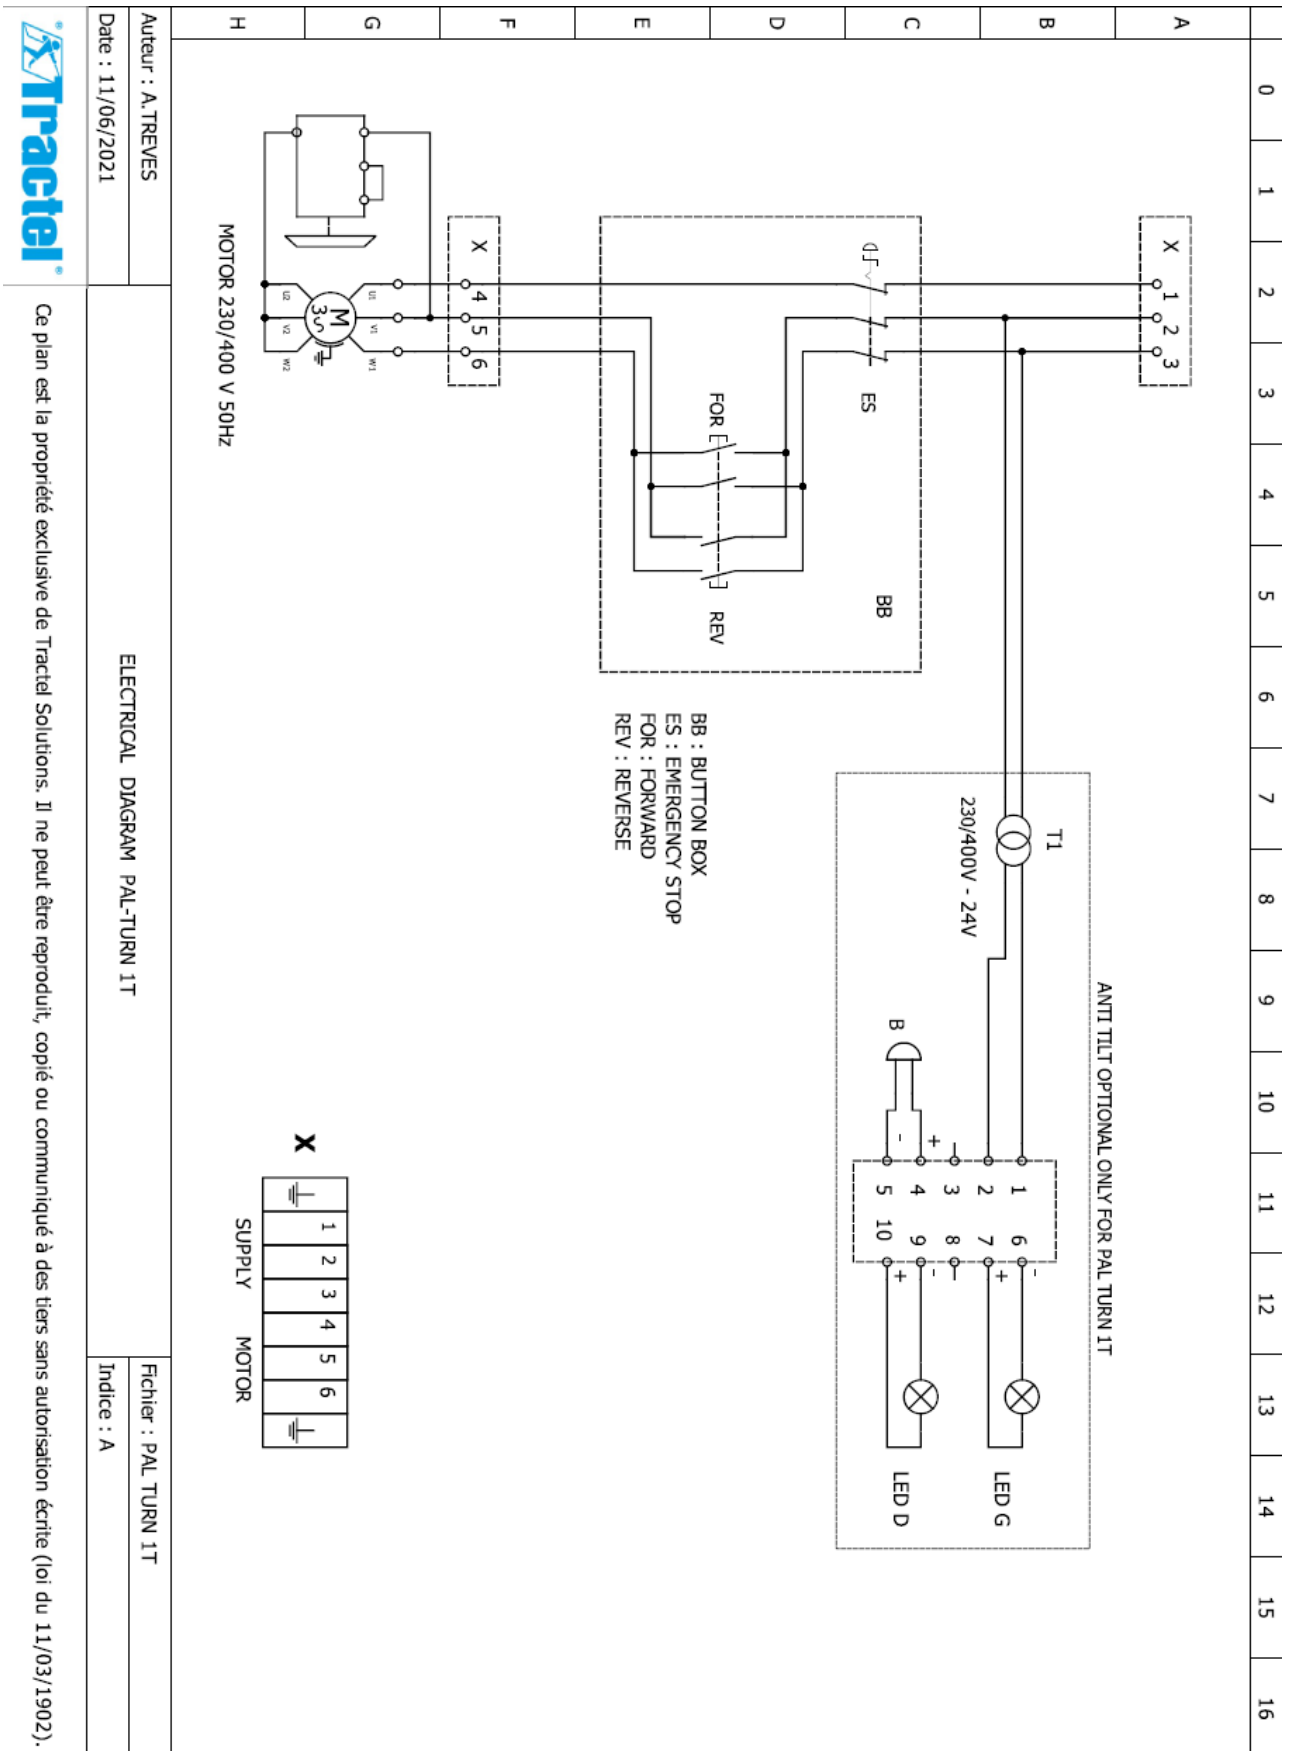 0
1
2
3
4
5
6
7
8
9
10
11
12
13
14
15
16
A
B
C
D
E
F
G
H
X
1
2
3
T1
230/400V - 24V
ANTI TILT OPTIONAL ONLY FOR PAL TURN 1T
1
2
3
4
5
6
7
8
9
10
+
-
-
+
-
+
B
LED G
LED D
ES
BB
FOR
REV
BB : BUTTON BOX
ES : EMERGENCY STOP
FOR : FORWARD
REV : REVERSE
X
4
5
6
U1
V1
W1
M
3
U2
V2
W2
MOTOR 230/400 V 50Hz
X
1
2
3
4
5
6
SUPPLY MOTOR
Auteur : A.TREVES
Date : 11/06/2021
ELECTRICAL DIAGRAM PAL-TURN 1T
Fichier : PAL TURN 1T
Indice : A
Tractel®
Ce plan est la propriété exclusive de Tractel Solutions. Il ne peut être reproduit, copié ou communiqué à des tiers sans autorisation écrite (loi du 11/03/1902).